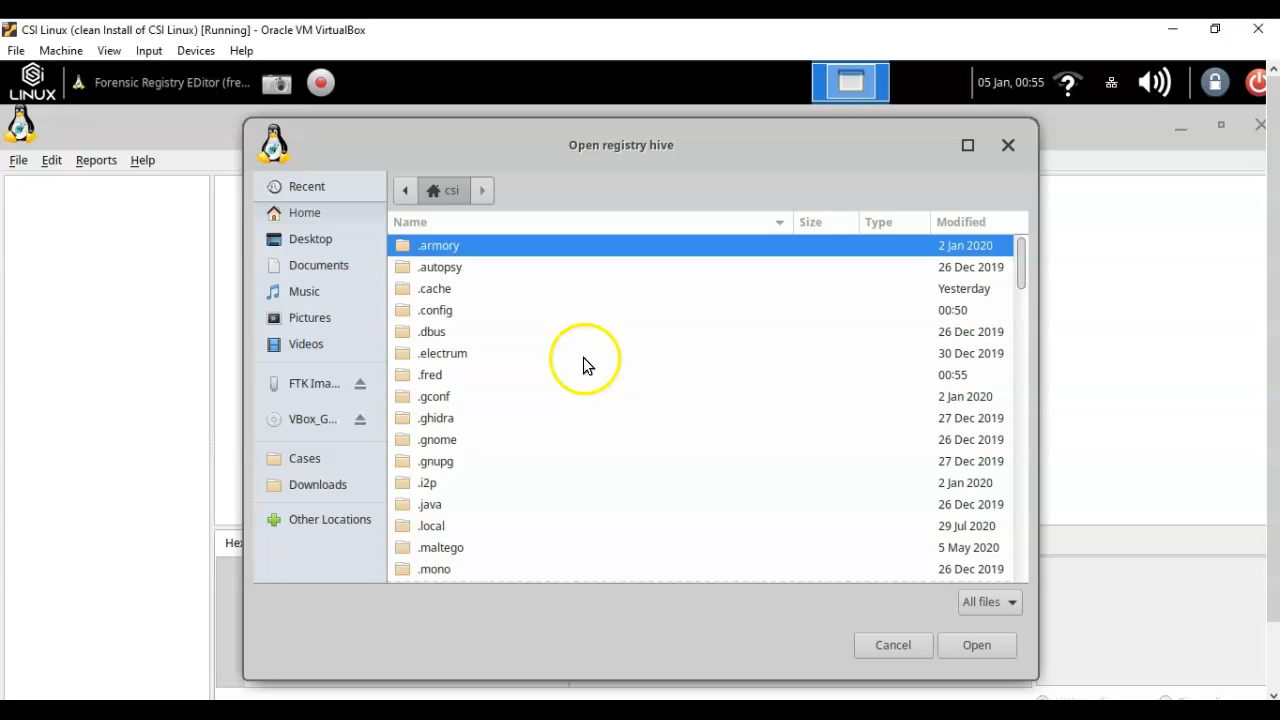 CSI Linux (clean Install of CSI Linux) [Running] - Oracle VM VirtualBox
File Machine View Input Devices Help
Si LINUX
Forensic Registry EDitor (fre...
05 Jan, 00:55
File Edit Reports Help
Open registry hive
csi
Recent
Home
Desktop
Documents
Music
Pictures
Videos
FTK Ima...
VBox_G...
Cases
Downloads
Other Locations
Name Size Type Modified
.armory 2 Jan 2020
.autopsy 26 Dec 2019
.cache Yesterday
.config 00:50
.dbus 26 Dec 2019
.electrum 30 Dec 2019
.fred 00:55
.gconf 2 Jan 2020
.ghidra 27 Dec 2019
.gnome 26 Dec 2019
.gnupg 27 Dec 2019
.i2p 2 Jan 2020
.java 26 Dec 2019
.local 29 Jul 2020
.maltego 5 May 2020
.mono 26 Dec 2019
Hex
All files
Cancel Open